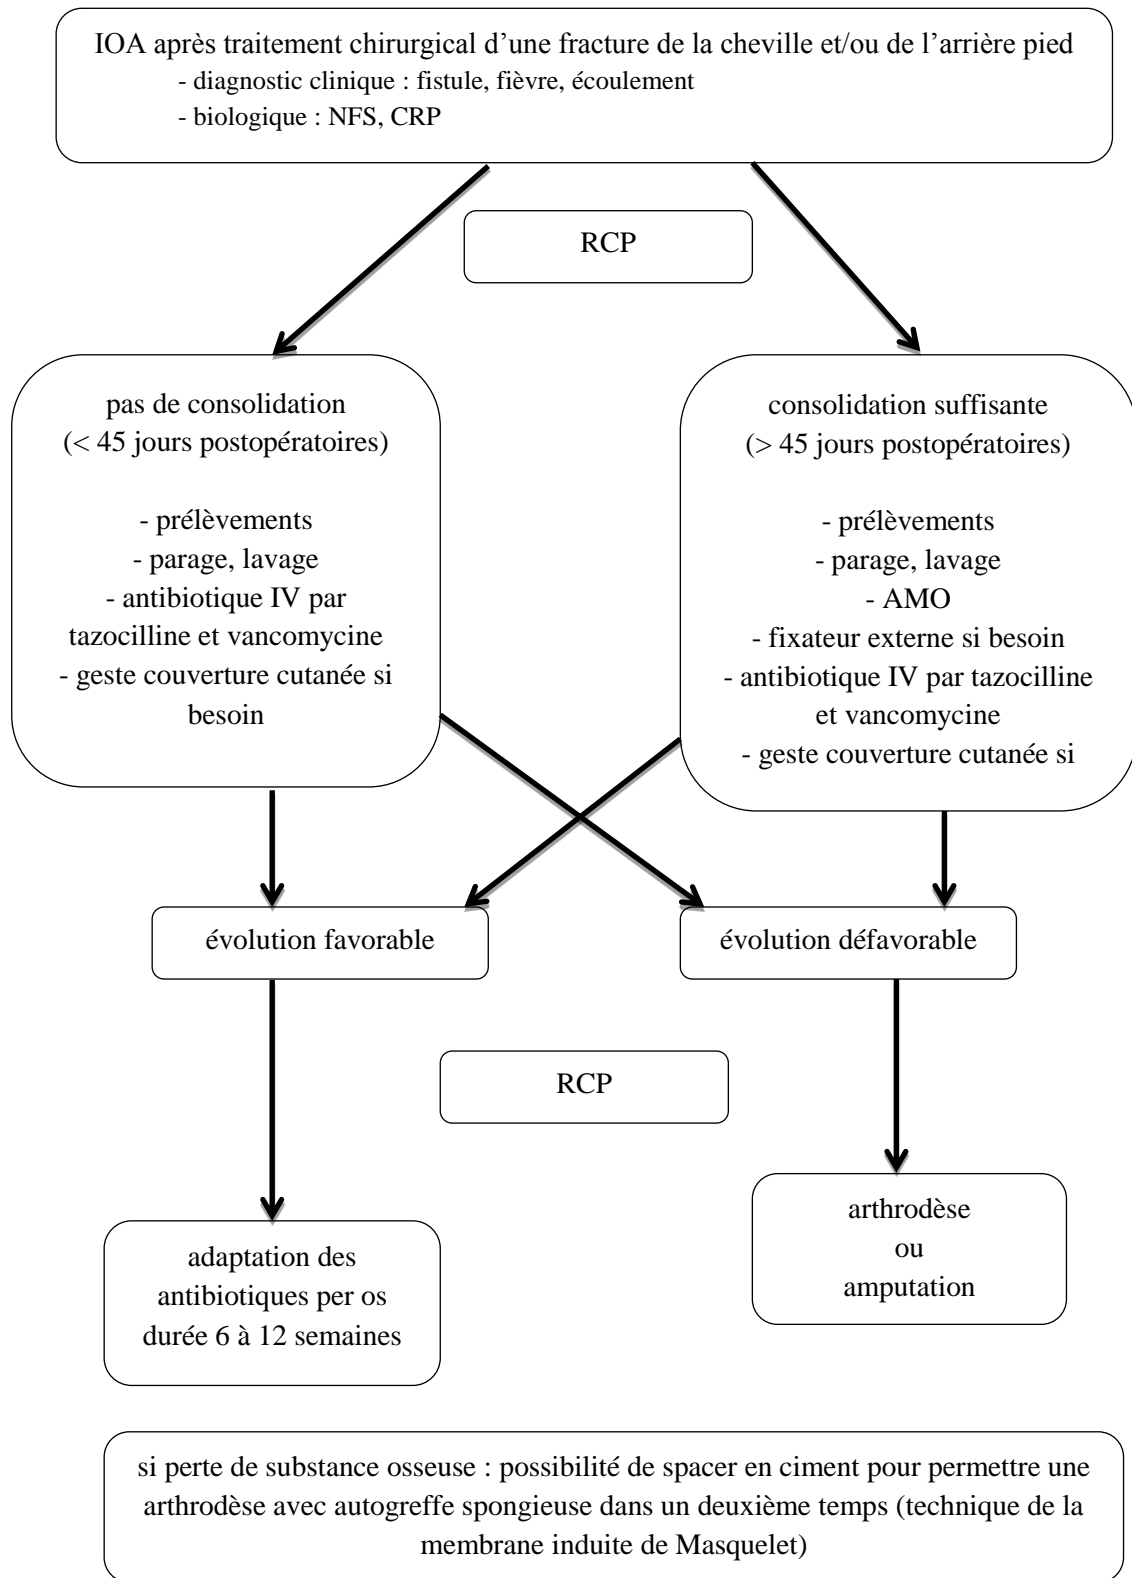 IOA après traitement chirurgical d’une fracture de la cheville et/ou de l’arrière pied
- diagnostic clinique : fistule, fièvre, écoulement
- biologique : NFS, CRP
RCP
pas de consolidation
(< 45 jours postopératoires)
- prélèvements
- parage, lavage
- antibiotique IV par
tazocilline et vancomycine
- geste couverture cutanée si
besoin
consolidation suffisante
(> 45 jours postopératoires)
- prélèvements
- parage, lavage
- AMO
- fixateur externe si besoin
- antibiotique IV par tazocilline
et vancomycine
- geste couverture cutanée si
évolution favorable
évolution défavorable
RCP
adaptation des
antibiotiques per os
durée 6 à 12 semaines
arthrodèse
ou
amputation
si perte de substance osseuse : possibilité de spacer en ciment pour permettre une
arthrodèse avec autogreffe spongieuse dans un deuxième temps (technique de la
membrane induite de Masquelet)